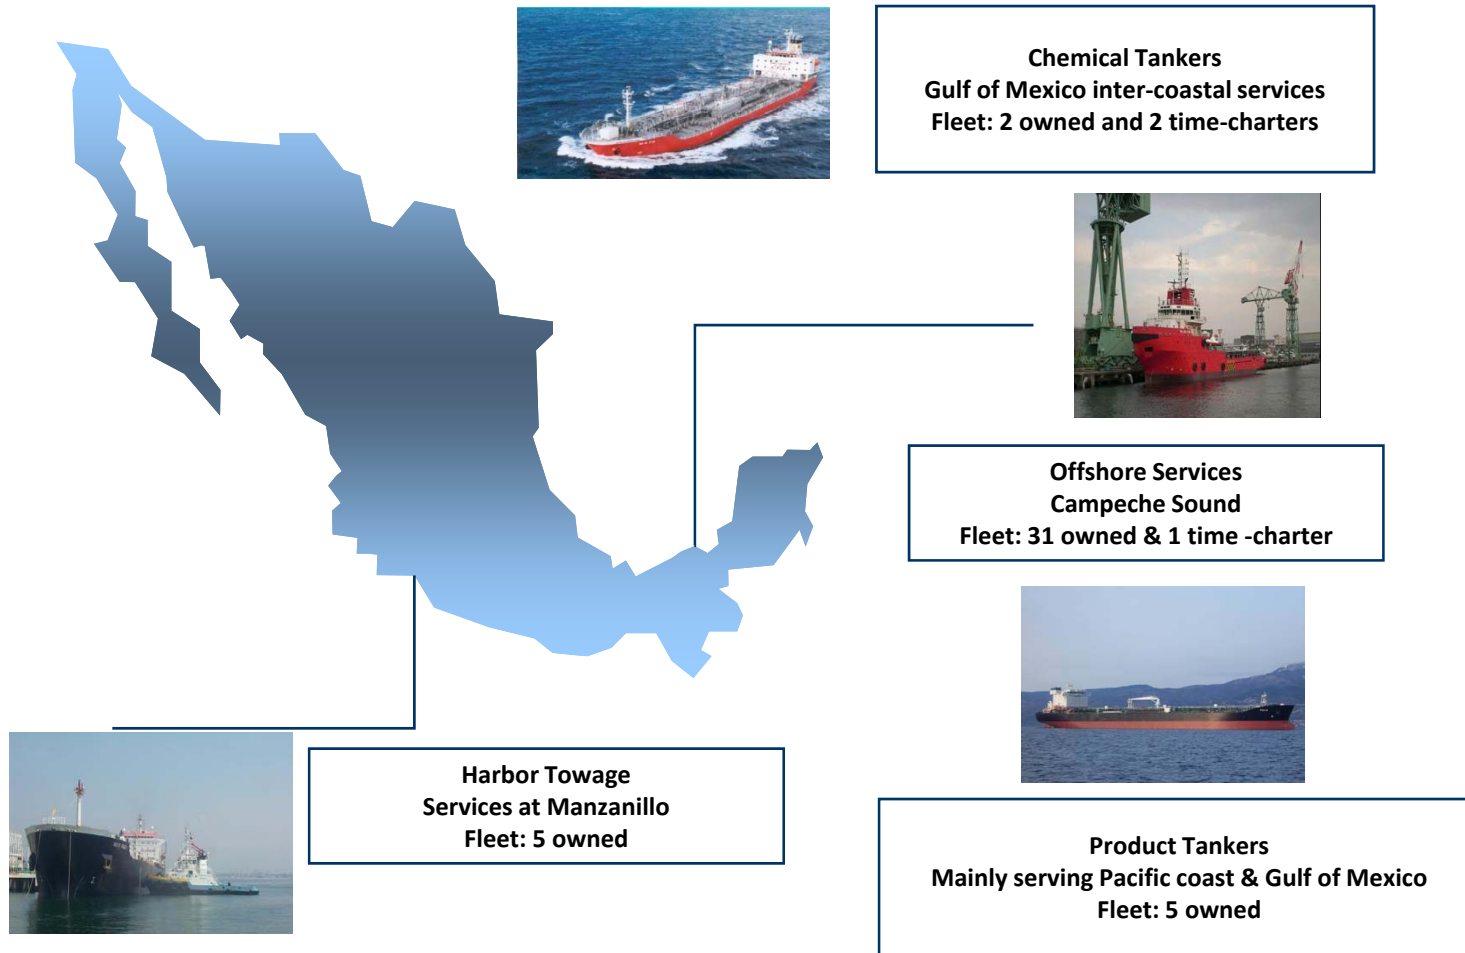 Chemical Tankers
Gulf of Mexico inter-coastal services
Fleet: 2 owned and 2 time-charters
Offshore Services
Campeche Sound
Fleet: 31 owned & 1 time -charter
Harbor Towage
Services at Manzanillo
Fleet: 5 owned
Product Tankers
Mainly serving Pacific coast & Gulf of Mexico
Fleet: 5 owned